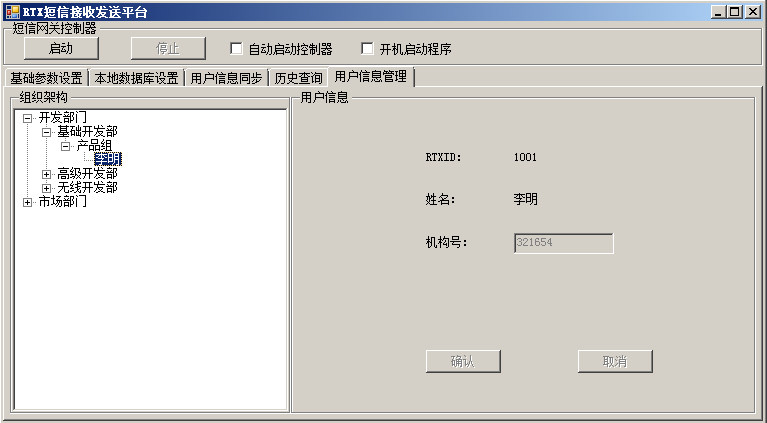 RTX短信接收发送平台
短信网关控制器
启动 停止 自动启动控制器 开机启动程序
基础参数设置 本地数据库设置 用户信息同步 历史查询 用户信息管理
组织架构 用户信息
开发部门
基础开发部
产品组
李明
高级开发部
无线开发部
市场部门
RTXID: 1001
姓名: 李明
机构号: 321654
确认 取消